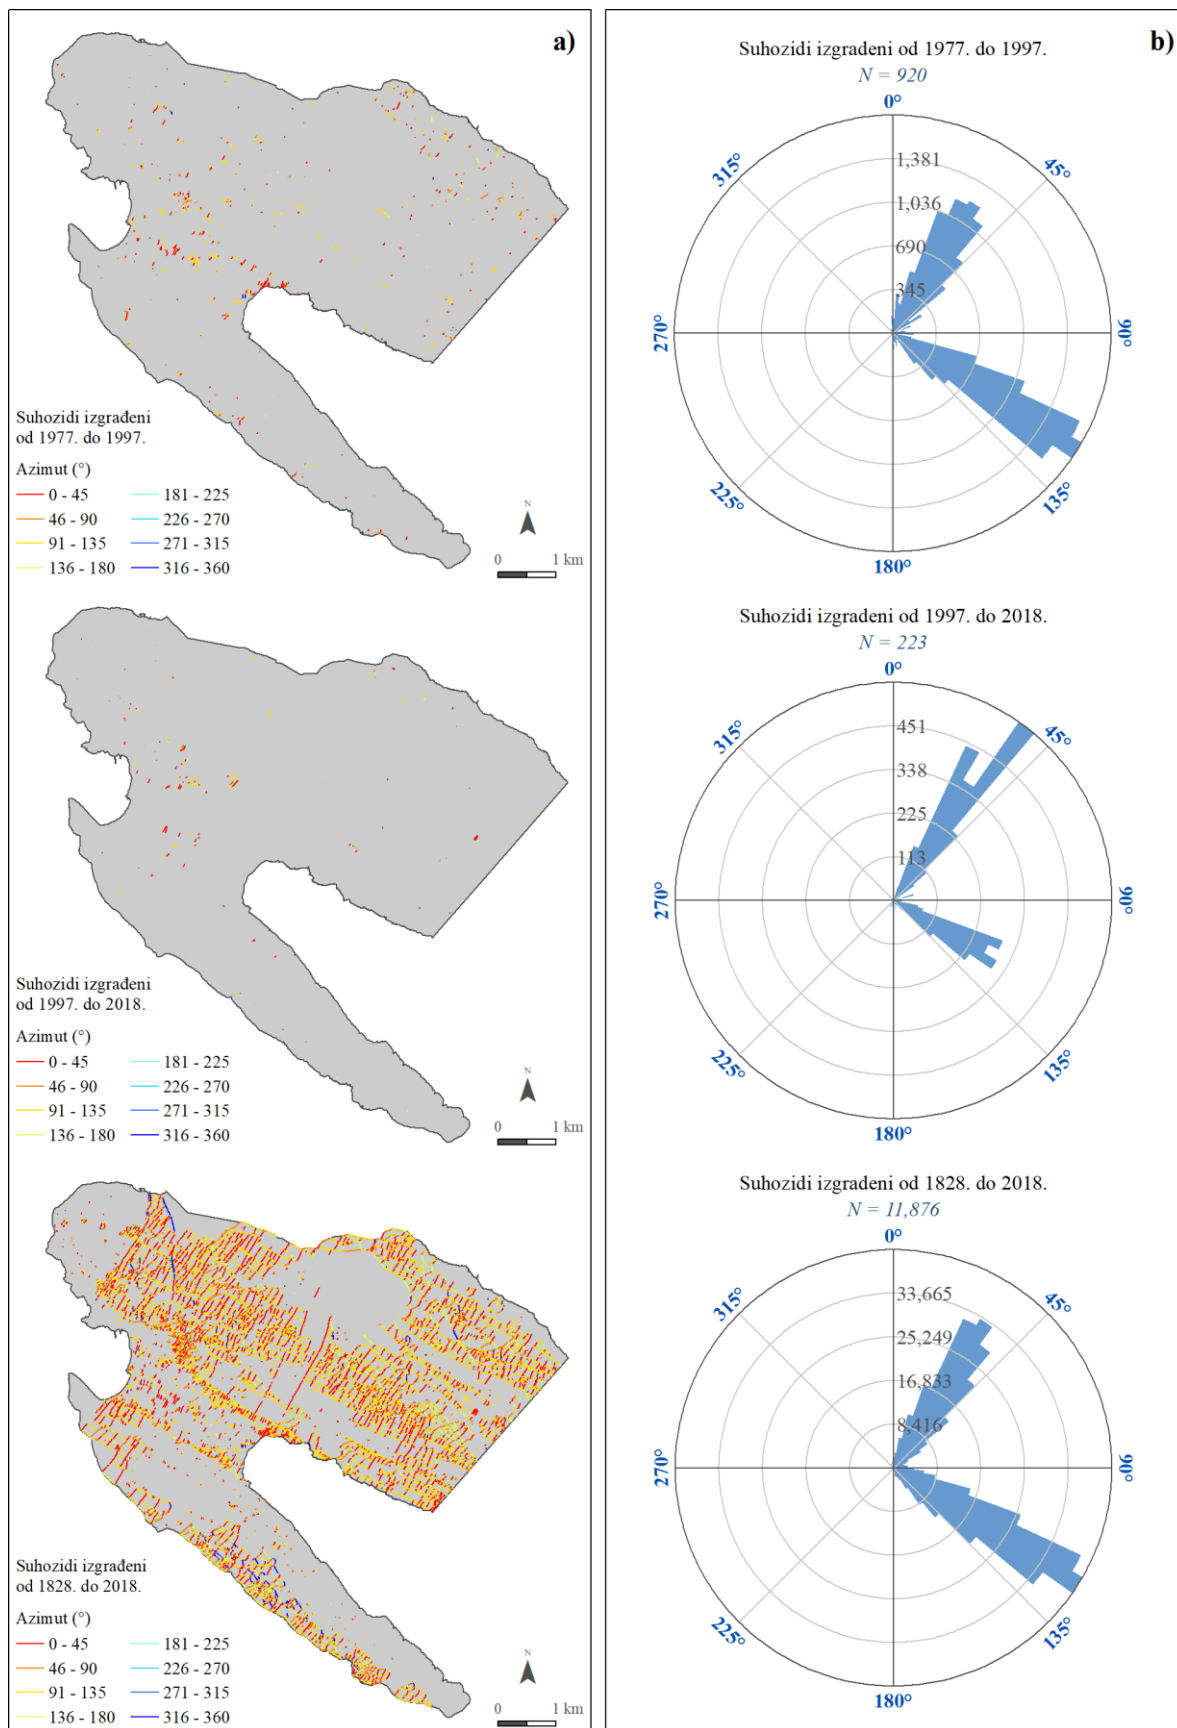 a)
Suhozidi izgrađeni
od 1977. do 1997.
Azimut (°)
0 - 45 181 - 225
46 - 90 226 - 270
91 - 135 271 - 315
136 - 180 316 - 360
N
0 1 km
Suhozidi izgrađeni
od 1997. do 2018.
Azimut (°)
0 - 45 181 - 225
46 - 90 226 - 270
91 - 135 271 - 315
136 - 180 316 - 360
N
0 1 km
Suhozidi izgrađeni
od 1828. do 2018.
Azimut (°)
0 - 45 181 - 225
46 - 90 226 - 270
91 - 135 271 - 315
136 - 180 316 - 360
N
0 1 km
b)
Suhozidi izgradeni od 1977. do 1997.
N = 920
0°
1,381
315° 45°
1,036
690
345
270° 90°
225° 135°
180°
Suhozidi izgradeni od 1997. do 2018.
N = 223
0°
451
315° 45°
338
225
113
270° 90°
225° 135°
180°
Suhozidi izgradeni od 1828. do 2018.
N = 11,876
0°
33,665
315° 45°
25,249
16,833
8,416
270° 90°
225° 135°
180°